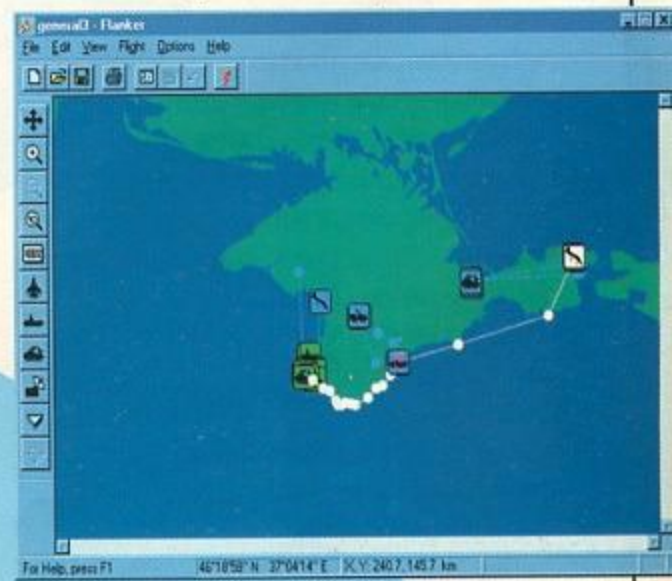 general3 - Flanker
File Edit View Flight Options Help
For Help, press F1 46°18'58" N 37°04'14" E X, Y: 240.7, 145.7 km